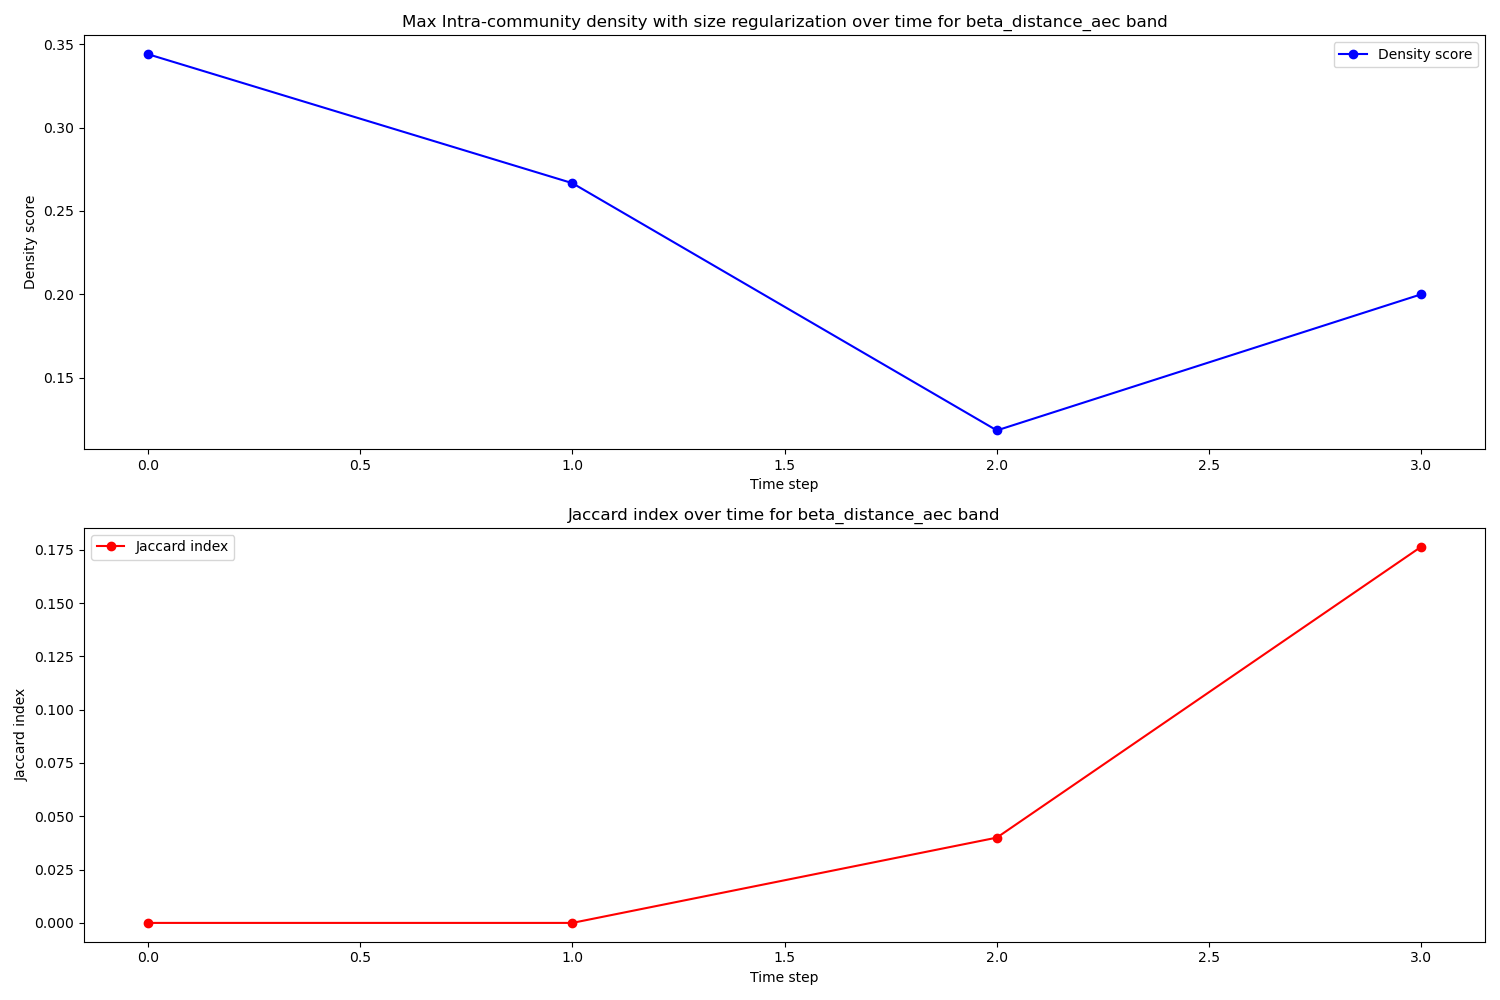 Max Intra-community density with size regularization over time for beta_distance_aec band
Density score
0.35
0.30
0.25
0.20
0.15
Density score
0.0 0.5 1.0 1.5 2.0 2.5 3.0
Time step
Jaccard index over time for beta_distance_aec band
Jaccard index
0.175
0.150
0.125
0.100
0.075
0.050
0.025
0.000
Jaccard index
0.0 0.5 1.0 1.5 2.0 2.5 3.0
Time step